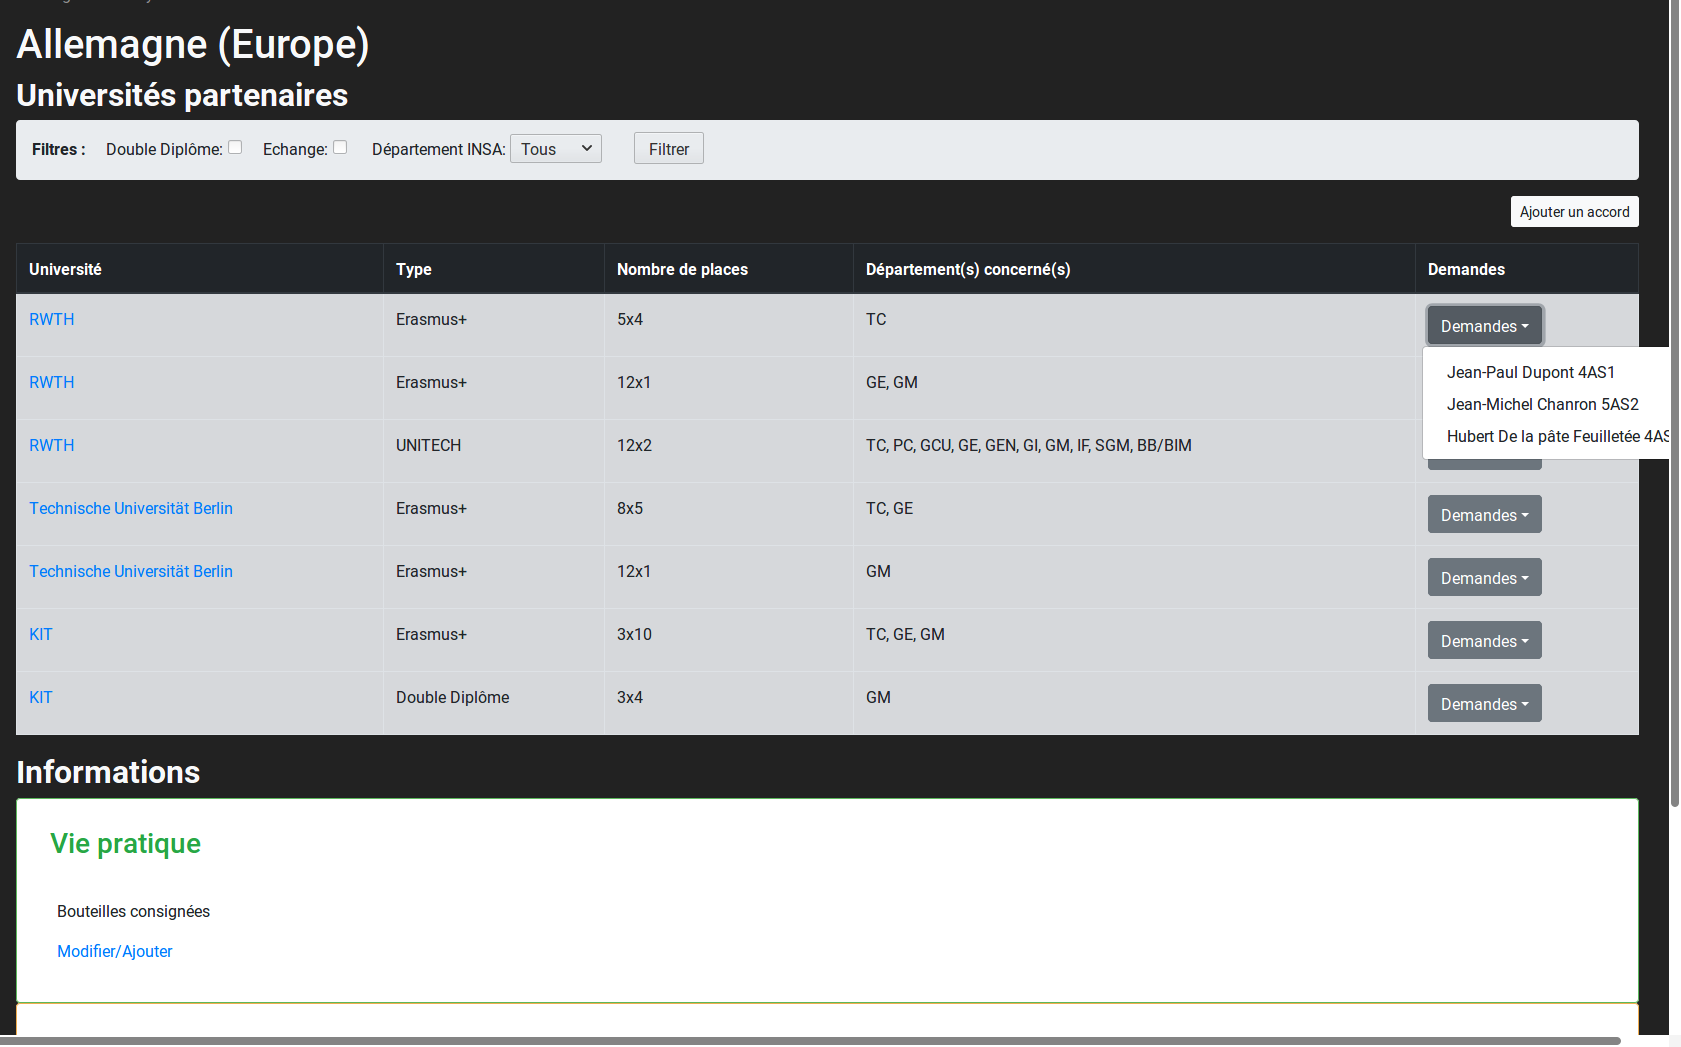 Allemagne (Europe)
Universités partenaires
Filtres : Double Diplôme: Echange: Département INSA: Tous Filtrer
Ajouter un accord
Université Type Nombre de places Département(s) concerné(s) Demandes
RWTH Erasmus+ 5x4 TC Demandes
Jean-Paul Dupont 4AS1
RWTH Erasmus+ 12x1 GE, GM
Jean-Michel Chanron 5AS2
Hubert De la pâte Feuilletée 4AS
RWTH UNITECH 12x2 TC, PC, GCU, GE, GEN, GI, GM, IF, SGM, BB/BIM
Technische Universität Berlin Erasmus+ 8x5 TC, GE Demandes
Technische Universität Berlin Erasmus+ 12x1 GM Demandes
KIT Erasmus+ 3x10 TC, GE, GM Demandes
KIT Double Diplôme 3x4 GM Demandes
Informations
Vie pratique
Bouteilles consignées
Modifier/Ajouter